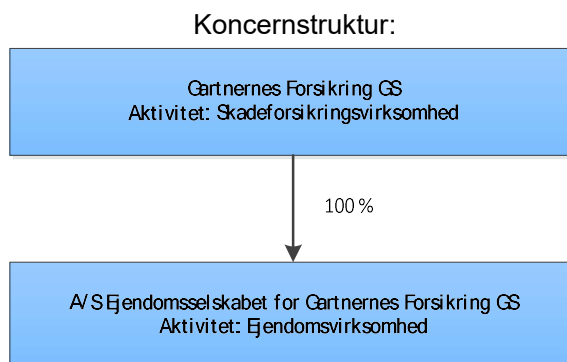 Koncernstruktur:
Gartnernes Forsikring GS
Aktivitet: Skadeforsikringsvirksomhed
100 %
A/S Ejendomsselskabet for Gartnernes Forsikring GS
Aktivitet: Ejendomsvirksomhed